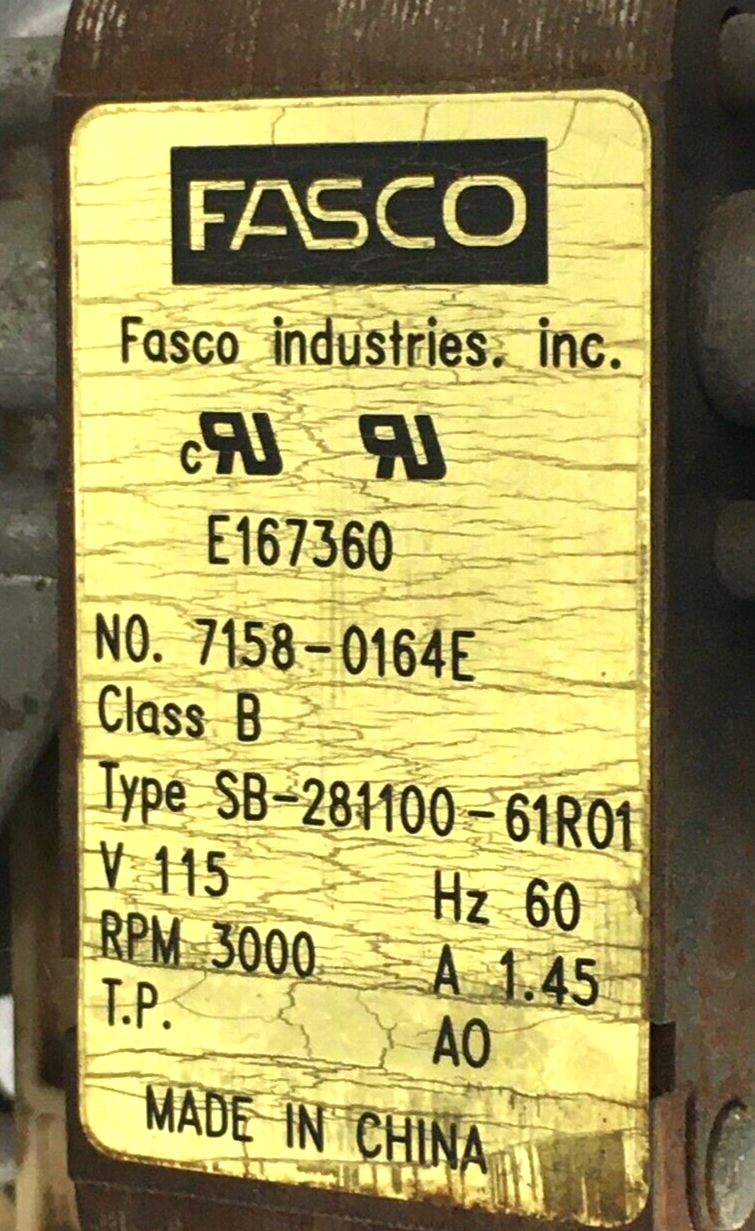 FASCO
Fasco industries. inc.
cRU RU
E167360
NO. 7158-0164E
Class B
Type SB-281100-61R01
V 115 Hz 60
RPM 3000 A 1.45
T.P. AO
MADE IN CHINA